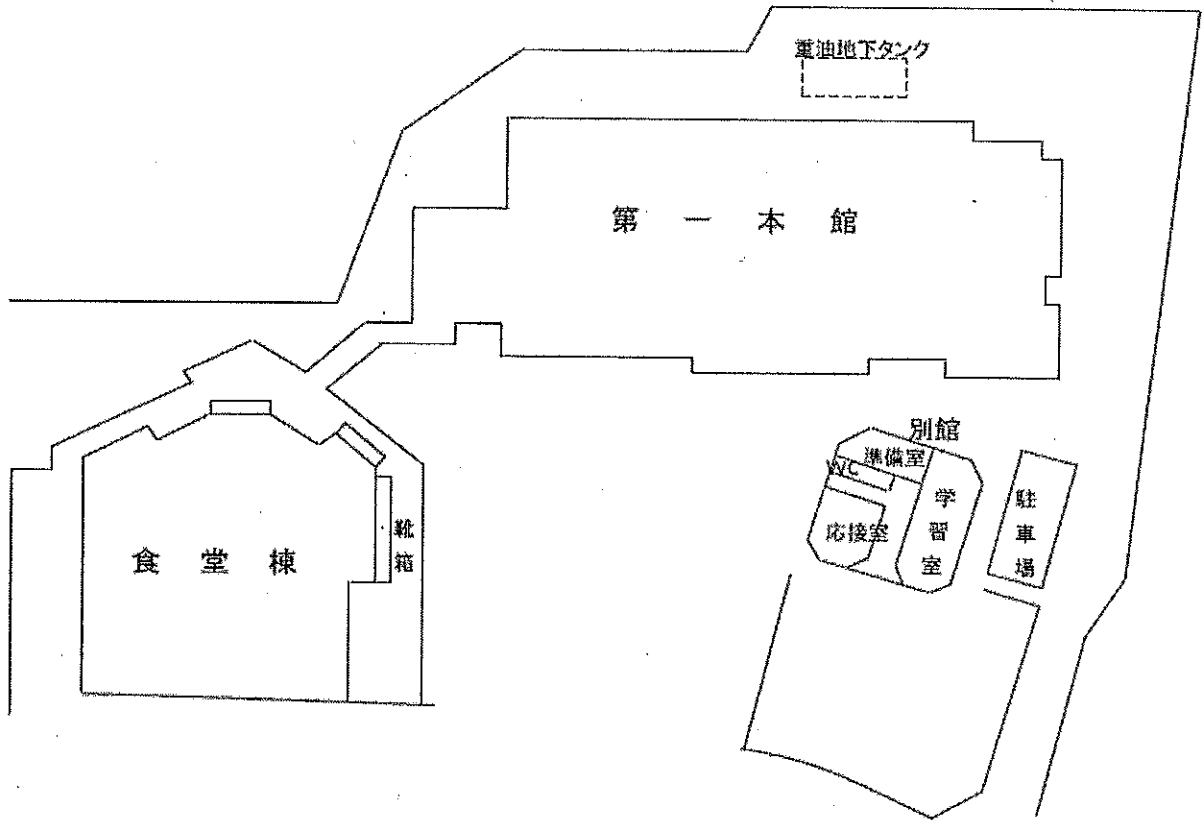 重油地下タンク
第一本館
別館
準備室
WC
学習室
応接室
駐車場
靴箱
食堂棟